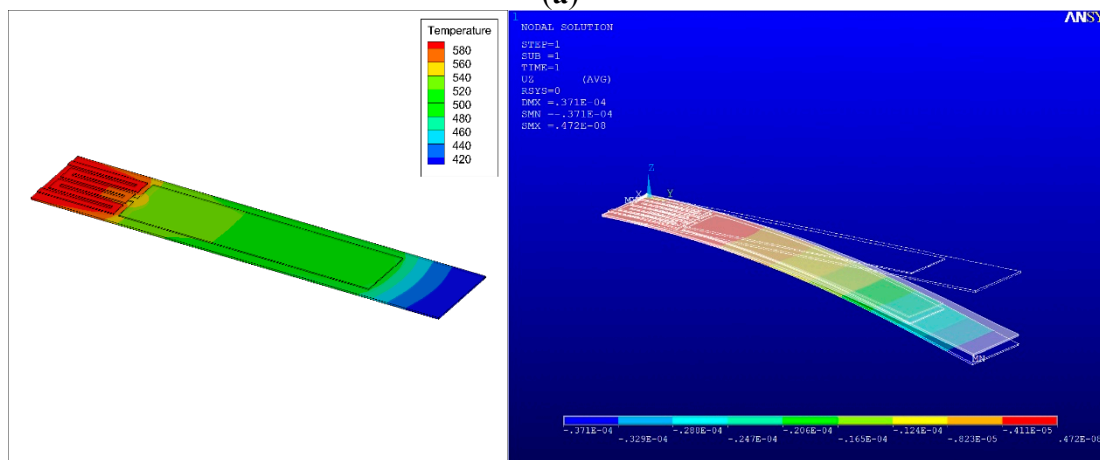 (a)
Temperature
580
560
540
520
500
480
460
440
420
1
NODAL SOLUTION
STEP=1
SUB =1
TIME=1
UZ (AVG)
RSYS=0
DMX =.371E-04
SMN =-.371E-04
SMX =.472E-08
ANSY
Z
X Y
MN
-.371E-04 -.288E-04 -.206E-04 -.124E-04 -.411E-05
-.329E-04 -.247E-04 -.165E-04 -.823E-05 .472E-08